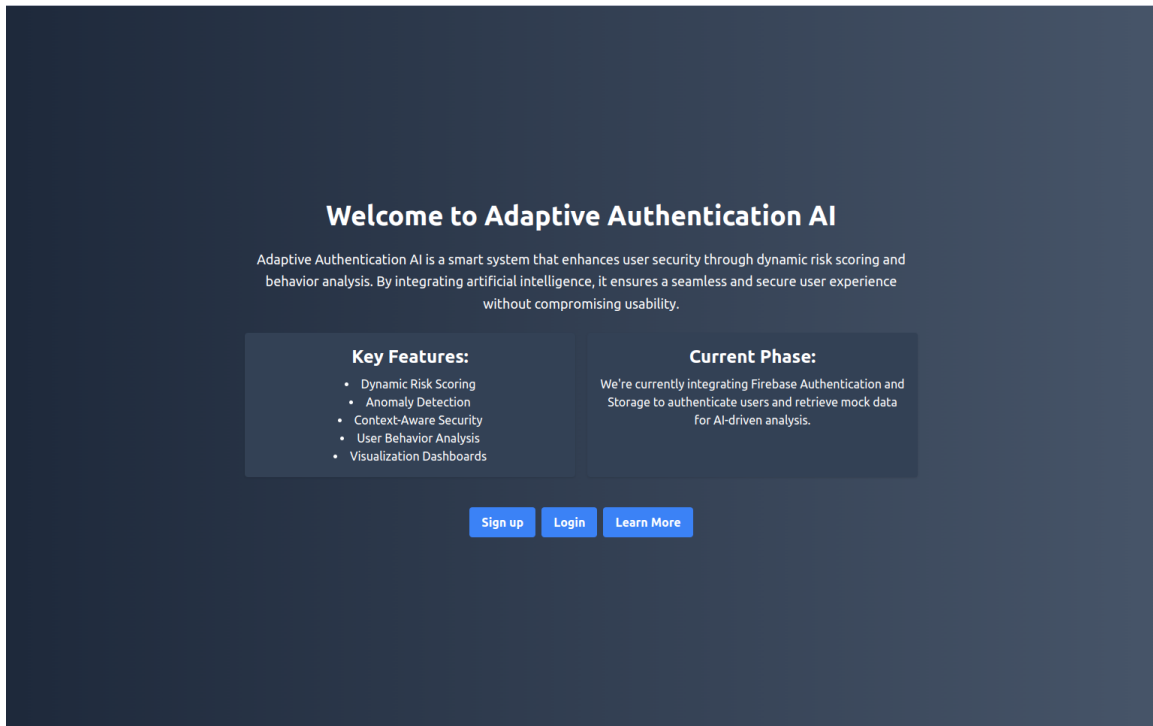 Welcome to Adaptive Authentication AI
Adaptive Authentication AI is a smart system that enhances user security through dynamic risk scoring and
behavior analysis. By integrating artificial intelligence, it ensures a seamless and secure user experience
without compromising usability.
Key Features:
• Dynamic Risk Scoring
• Anomaly Detection
• Context-Aware Security
• User Behavior Analysis
• Visualization Dashboards
Current Phase:
We're currently integrating Firebase Authentication and
Storage to authenticate users and retrieve mock data
for AI-driven analysis.
Sign up
Login
Learn More